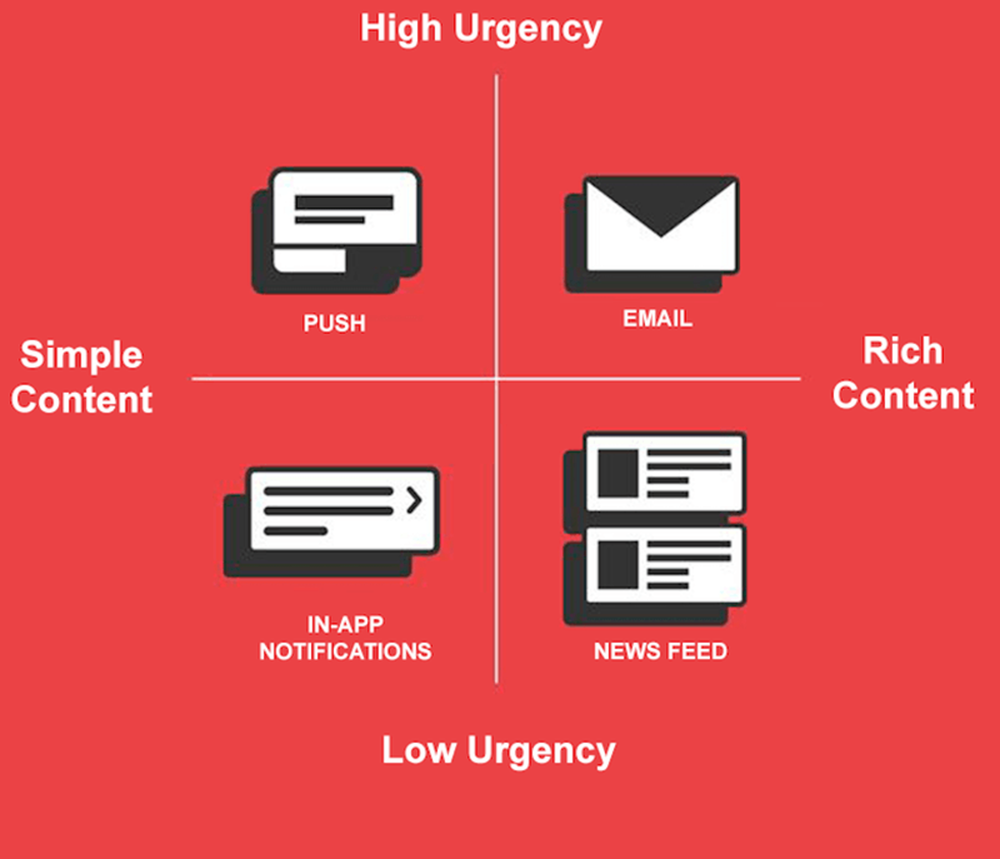 High Urgency
PUSH
EMAIL
Simple
Content
Rich
Content
IN-APP
NOTIFICATIONS
NEWS FEED
Low Urgency